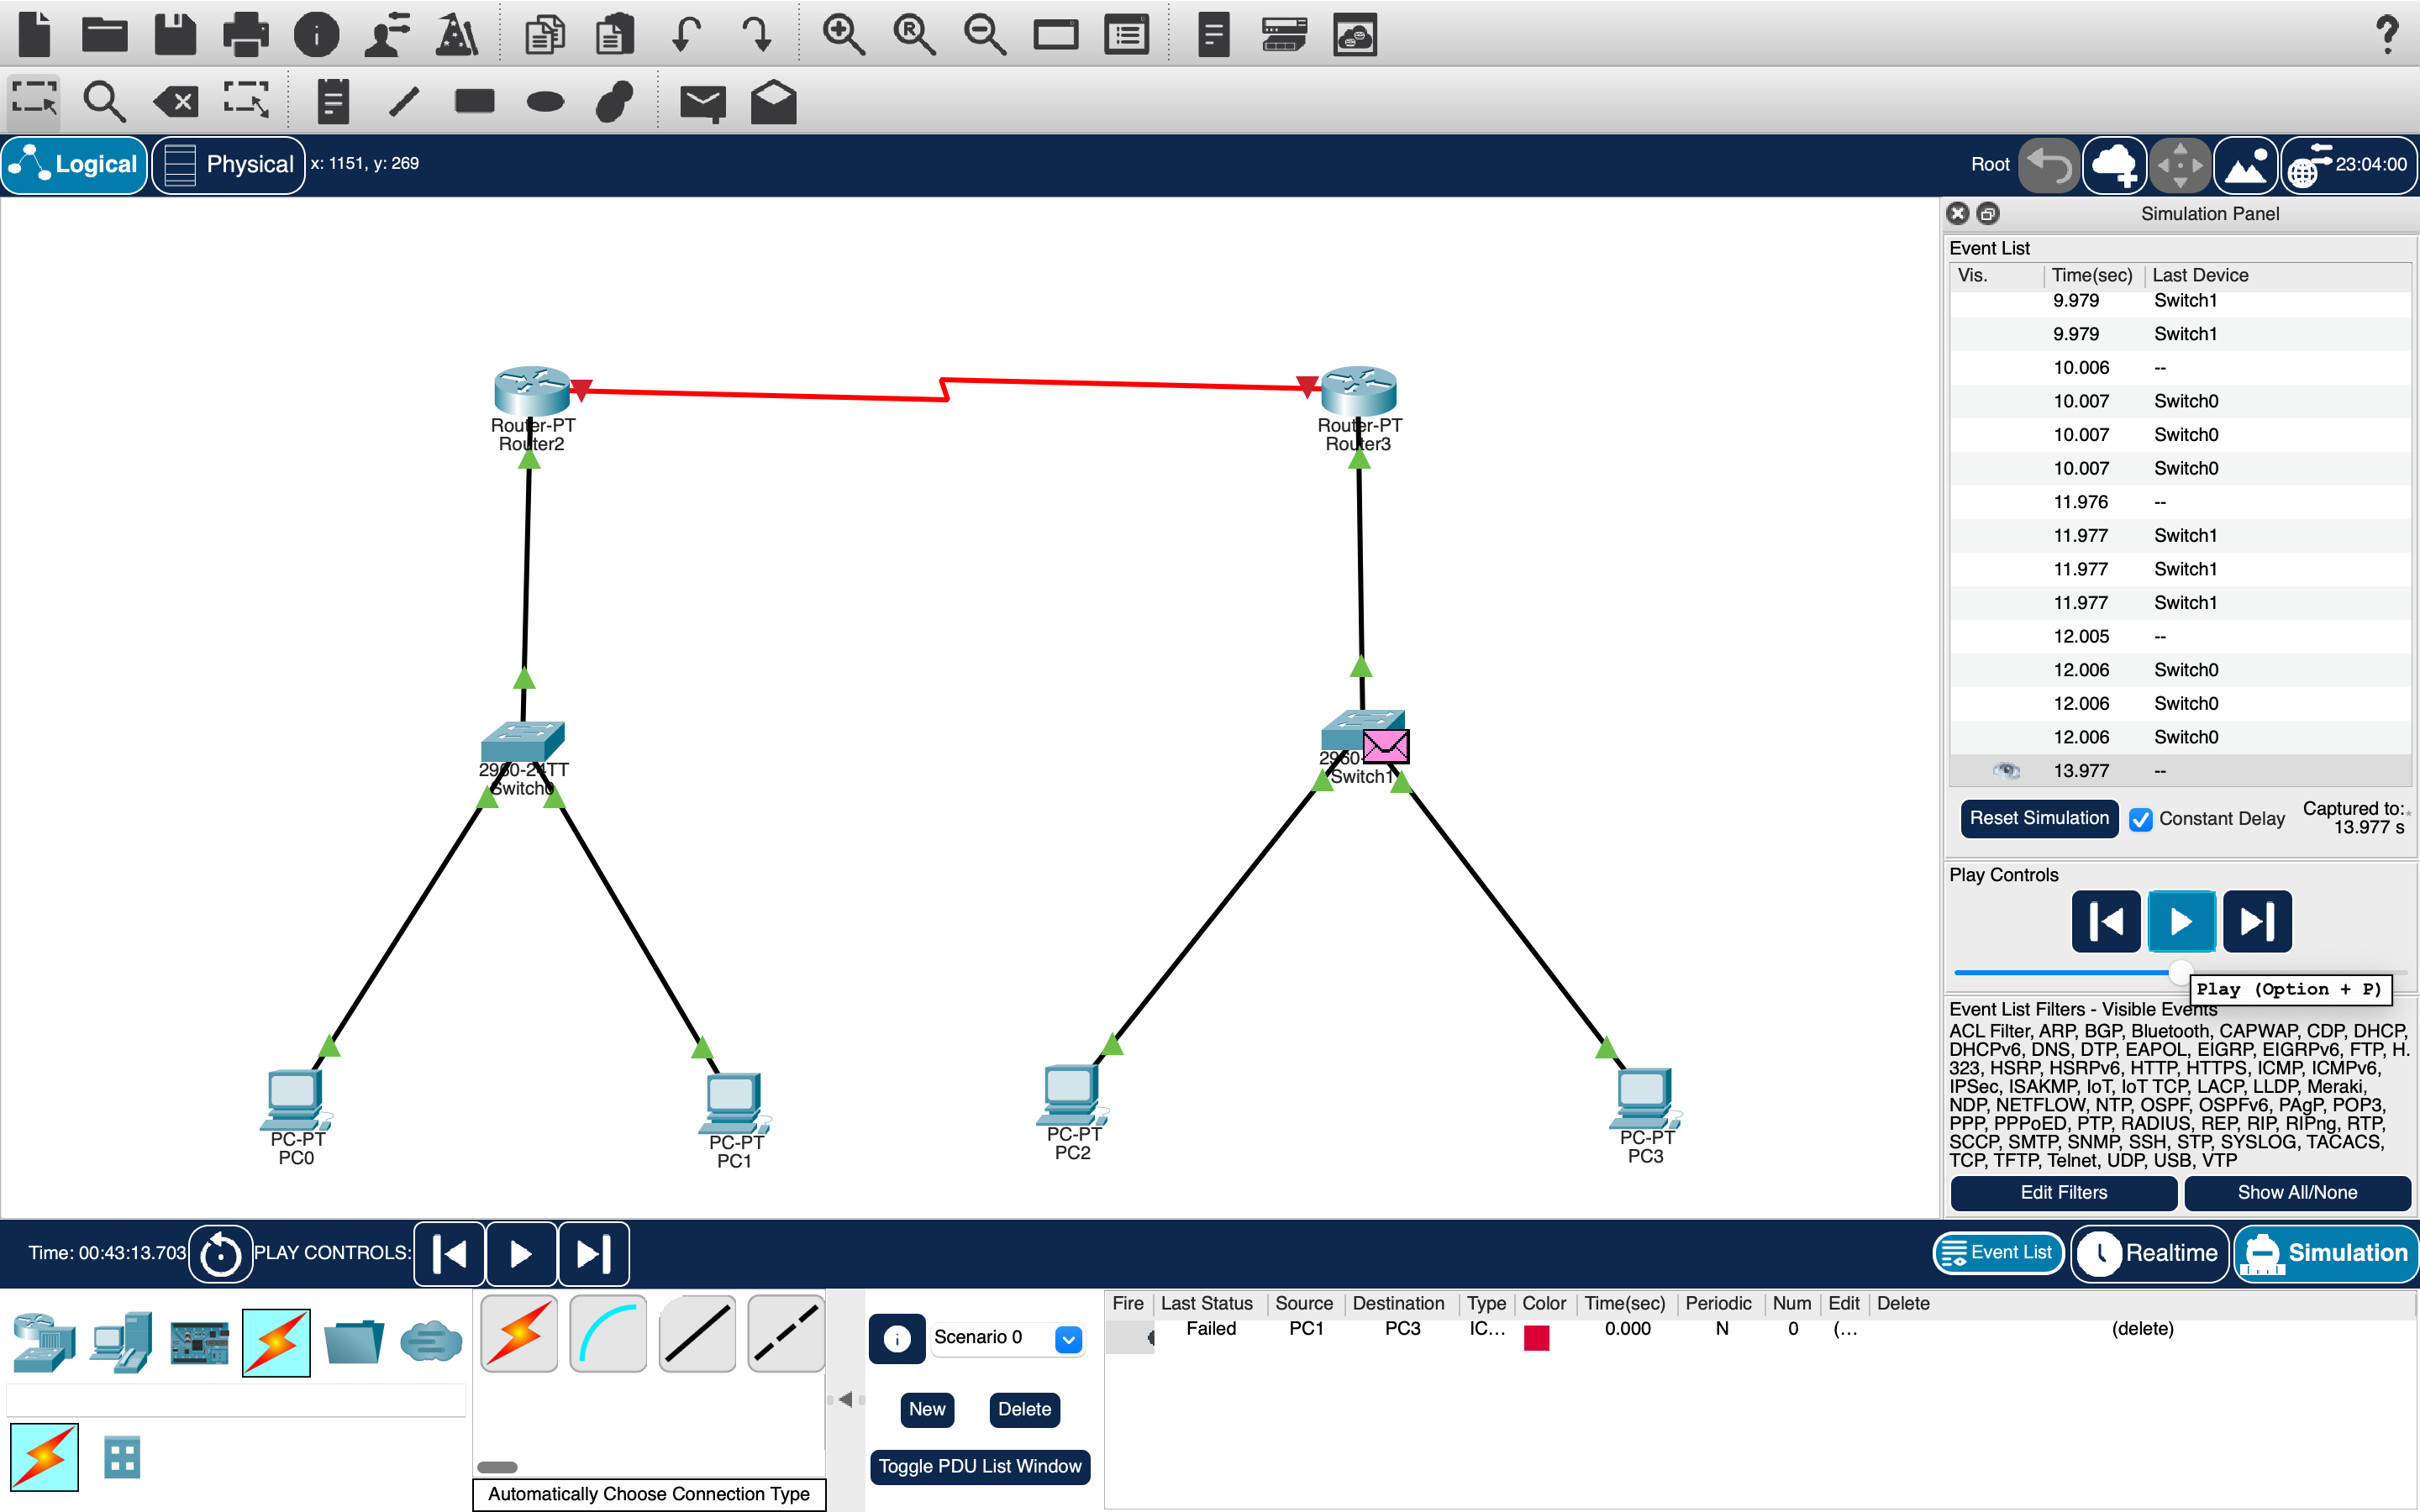 Logical
Physical
x: 1151, y: 269
Root
23:04:00
Simulation Panel
Event List
Vis. Time(sec) Last Device
9.979 Switch1
9.979 Switch1
10.006 --
10.007 Switch0
10.007 Switch0
10.007 Switch0
11.976 --
11.977 Switch1
11.977 Switch1
11.977 Switch1
12.005 --
12.006 Switch0
12.006 Switch0
12.006 Switch0
13.977 --
Reset Simulation
Constant Delay
Captured to:
13.977 s
Play Controls
Play (Option + P)
Event List Filters - Visible Events
ACL Filter, ARP, BGP, Bluetooth, CAPWAP, CDP, DHCP,
DHCPv6, DNS, DTP, EAPOL, EIGRP, EIGRPv6, FTP, H.
323, HSRP, HSRPv6, HTTP, HTTPS, ICMP, ICMPv6,
IPSec, ISAKMP, IoT, IoT TCP, LACP, LLDP, Meraki,
NDP, NETFLOW, NTP, OSPF, OSPFv6, PAgP, POP3,
PPP, PPPoED, PTP, RADIUS, REP, RIP, RIPng, RTP,
SCCP, SMTP, SNMP, SSH, STP, SYSLOG, TACACS,
TCP, TFTP, Telnet, UDP, USB, VTP
Edit Filters
Show All/None
Router-PT
Router2
Router-PT
Router3
2960-24TT
Switch0
2960-
Switch1
PC-PT
PC0
PC-PT
PC1
PC-PT
PC2
PC-PT
PC3
Time: 00:43:13.703
PLAY CONTROLS:
Event List
Realtime
Simulation
Scenario 0
New
Delete
Toggle PDU List Window
Automatically Choose Connection Type
Fire Last Status Source Destination Type Color Time(sec) Periodic Num Edit Delete
Failed PC1 PC3 IC... 0.000 N 0 (... (delete)